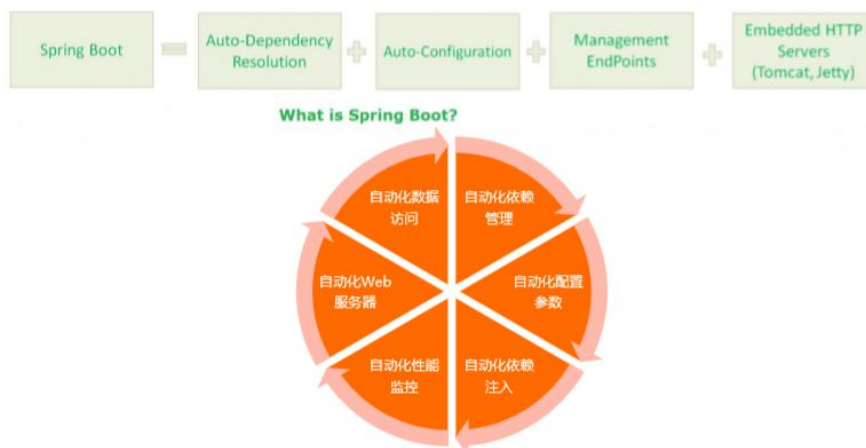 Spring Boot
Auto-Dependency
Resolution
Auto-Configuration
Management
EndPoints
Embedded HTTP
Servers
(Tomcat, Jetty)
What is Spring Boot?
自动化数据
访问
自动化依赖
管理
自动化Web
服务器
自动化配置
参数
自动化性能
监控
自动化依赖
注入